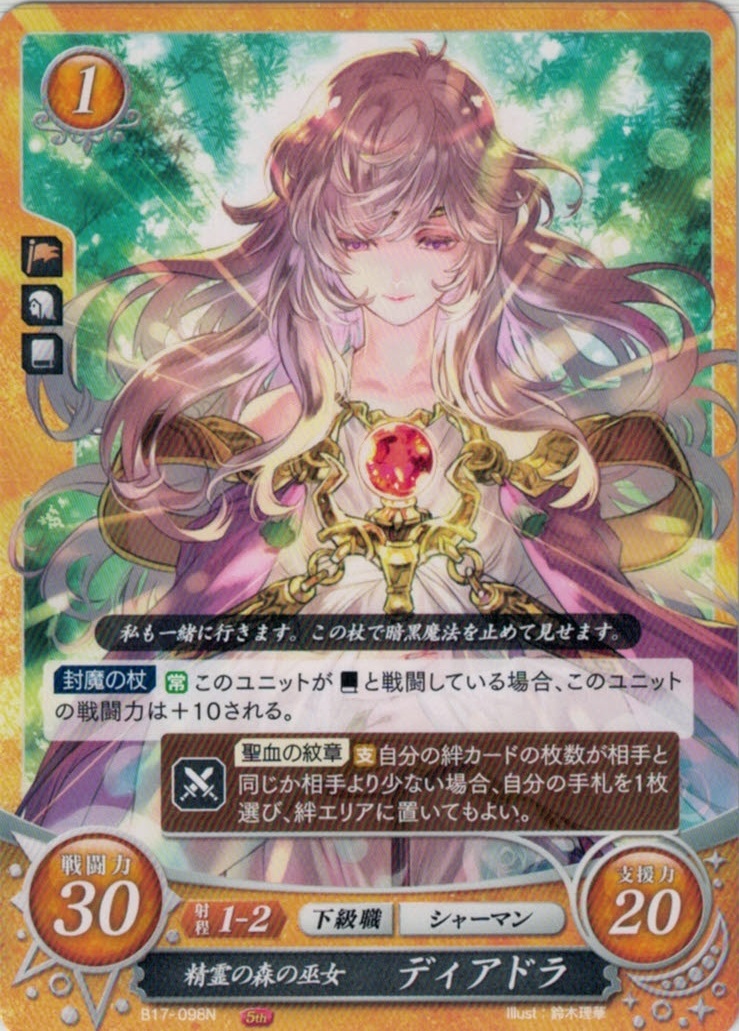 1
私も一緒に行きます。この杖で暗黒魔法を止めて見せます。
封魔の杖 常 このユニットが と戦闘している場合、このユニット
の戦闘力は+10される。
聖血の紋章 支 自分の絆カードの枚数が相手と
同じか相手より少ない場合、自分の手札を1枚
選び、絆エリアに置いてもよい。
戦闘力
30
射程 1-2 下級職 シャーマン
支援力
20
精霊の森の巫女 ディアドラ
B17-098N 5th Illust:鈴木理華